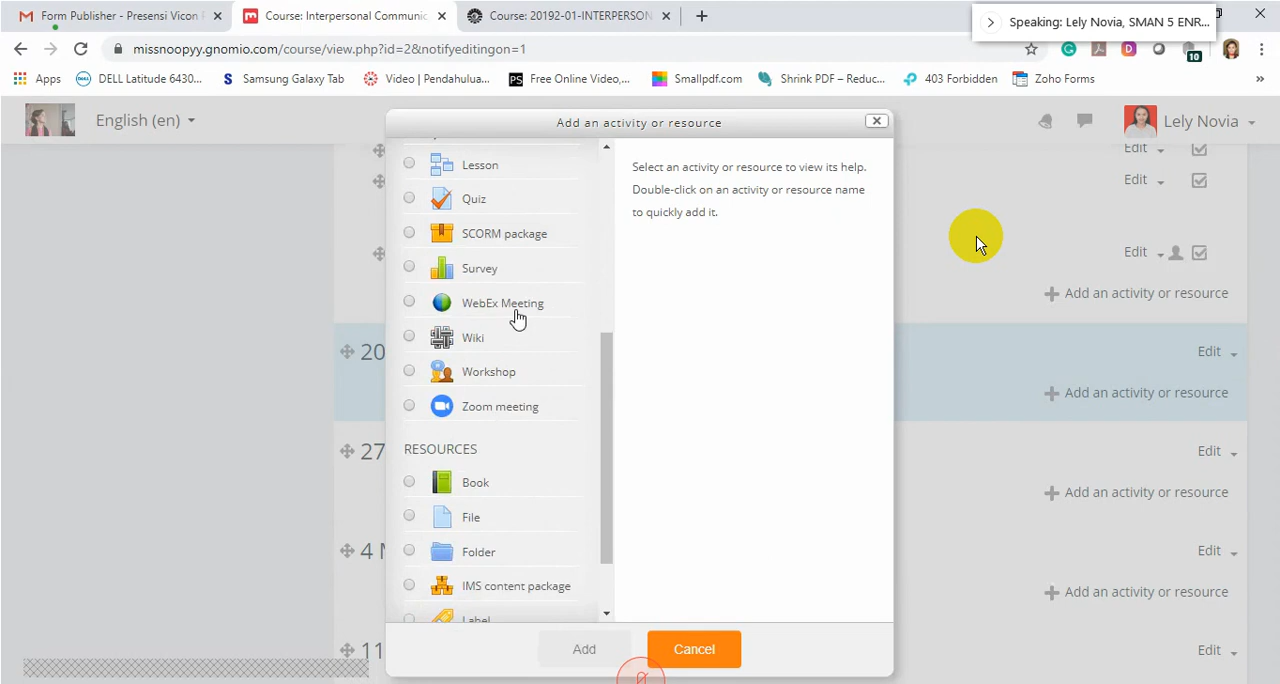 Form Publisher - Presensi Vicon
Course: Interpersonal Communic
Course: 20192-01-INTERPERSON
Speaking: Lely Novia, SMAN 5 ENR...
missnoopyy.gnomio.com/course/view.php?id=2&notifyeditingon=1
10
Apps
DELL Latitude 6430...
Samsung Galaxy Tab
Video | Pendahulua...
Free Online Video,...
Smallpdf.com
Shrink PDF – Reduc...
403 Forbidden
Zoho Forms
»
English (en)
Lely Novia
Add an activity or resource
Lesson
Quiz
SCORM package
Survey
WebEx Meeting
Wiki
Workshop
Zoom meeting
RESOURCES
Book
File
Folder
IMS content package
Label
Select an activity or resource to view its help.
Double-click on an activity or resource name
to quickly add it.
Add
Cancel
Edit
Edit
Edit
Add an activity or resource
20
Edit
Add an activity or resource
27
Edit
Add an activity or resource
4
Edit
Add an activity or resource
11
Edit